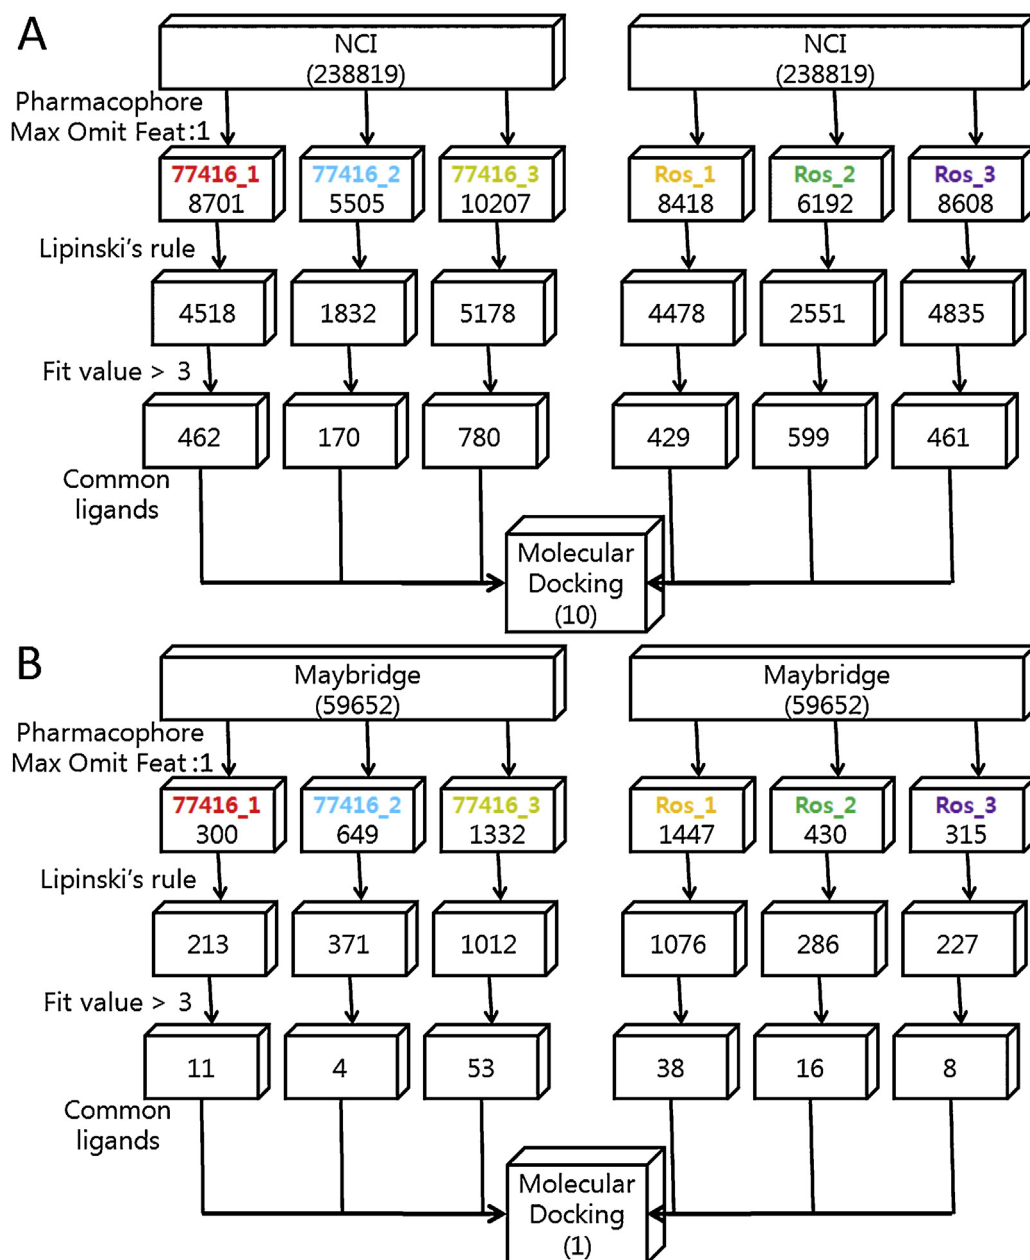 A
NCI
(238819)
NCI
(238819)
Pharmacophore
Max Omit Feat:1
77416_1
8701
77416_2
5505
77416_3
10207
Ros_1
8418
Ros_2
6192
Ros_3
8608
Lipinski's rule
4518
1832
5178
4478
2551
4835
Fit value > 3
462
170
780
429
599
461
Common
ligands
Molecular
Docking
(10)
B
Maybridge
(59652)
Maybridge
(59652)
Pharmacophore
Max Omit Feat:1
77416_1
300
77416_2
649
77416_3
1332
Ros_1
1447
Ros_2
430
Ros_3
315
Lipinski's rule
213
371
1012
1076
286
227
Fit value > 3
11
4
53
38
16
8
Common
ligands
Molecular
Docking
(1)